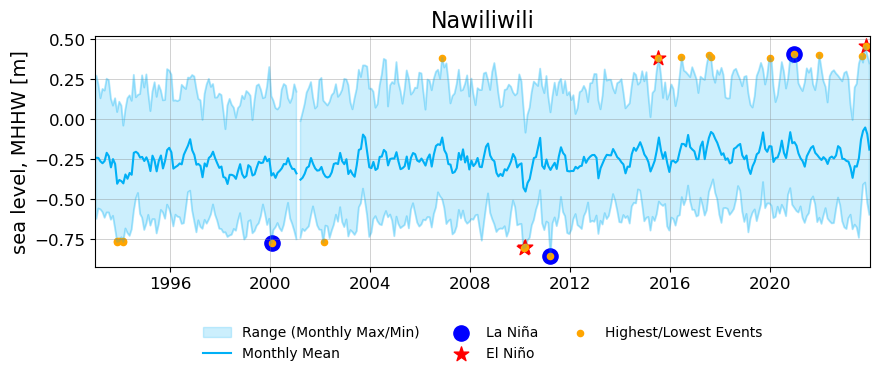 Nawiliwili
sea level, MHHW [m]
0.50
0.25
0.00
−0.25
−0.50
−0.75
1996 2000 2004 2008 2012 2016 2020
Range (Monthly Max/Min) La Niña Highest/Lowest Events
Monthly Mean El Niño